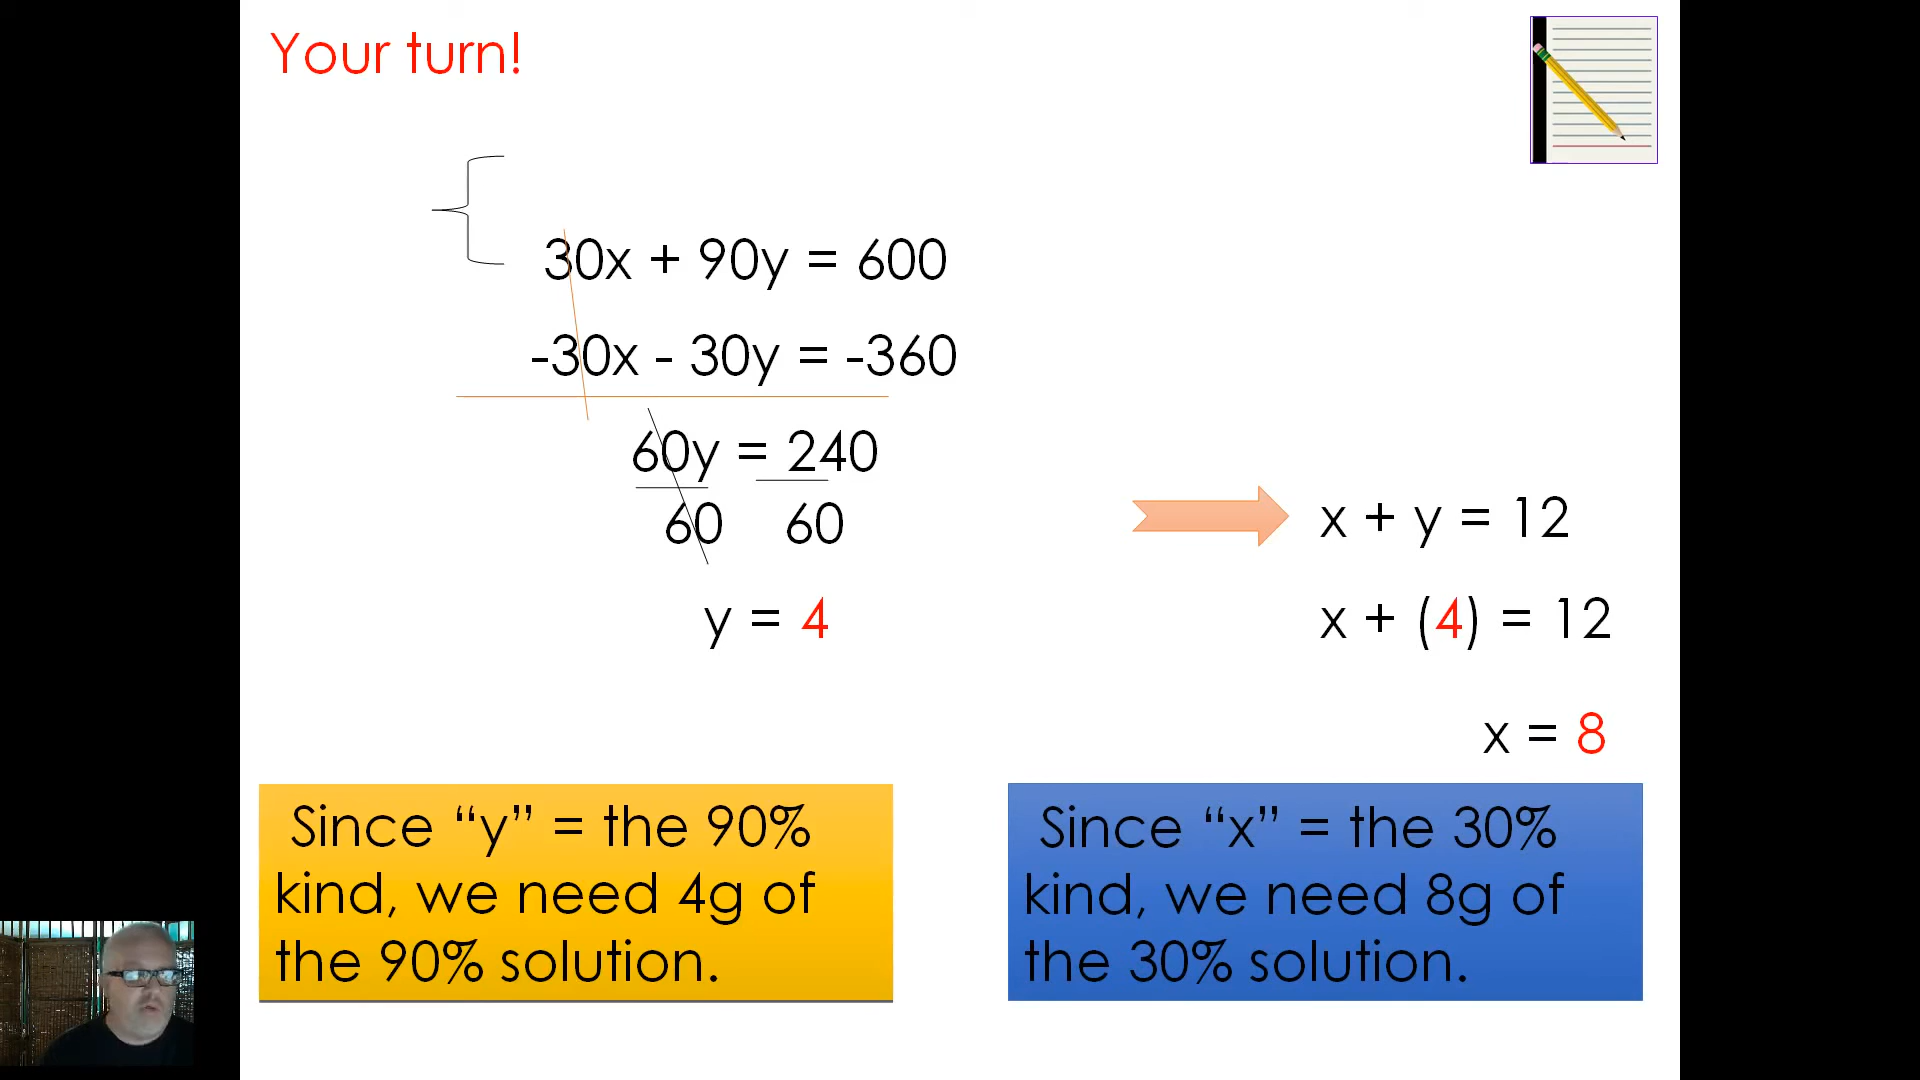 Your turn!
30x + 90y = 600
-30x - 30y = -360
60y = 240
60 60
y = 4
x + y = 12
x + (4) = 12
x = 8
Since “y” = the 90%
kind, we need 4g of
the 90% solution.
Since “x” = the 30%
kind, we need 8g of
the 30% solution.